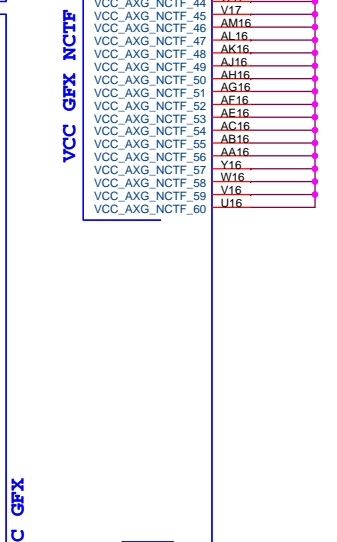 VCC_AXG_NCTF_44
VCC_AXG_NCTF_45 V17
VCC_AXG_NCTF_46 AM16
VCC_AXG_NCTF_47 AL16
VCC_AXG_NCTF_48 AK16
VCC_AXG_NCTF_49 AJ16
VCC_AXG_NCTF_50 AH16
VCC_AXG_NCTF_51 AG16
VCC_AXG_NCTF_52 AF16
VCC_AXG_NCTF_53 AE16
VCC_AXG_NCTF_54 AC16
VCC_AXG_NCTF_55 AB16
VCC_AXG_NCTF_56 AA16
VCC_AXG_NCTF_57 Y16
VCC_AXG_NCTF_58 W16
VCC_AXG_NCTF_59 V16
VCC_AXG_NCTF_60 U16
VCC GFX NCTF
C GFX